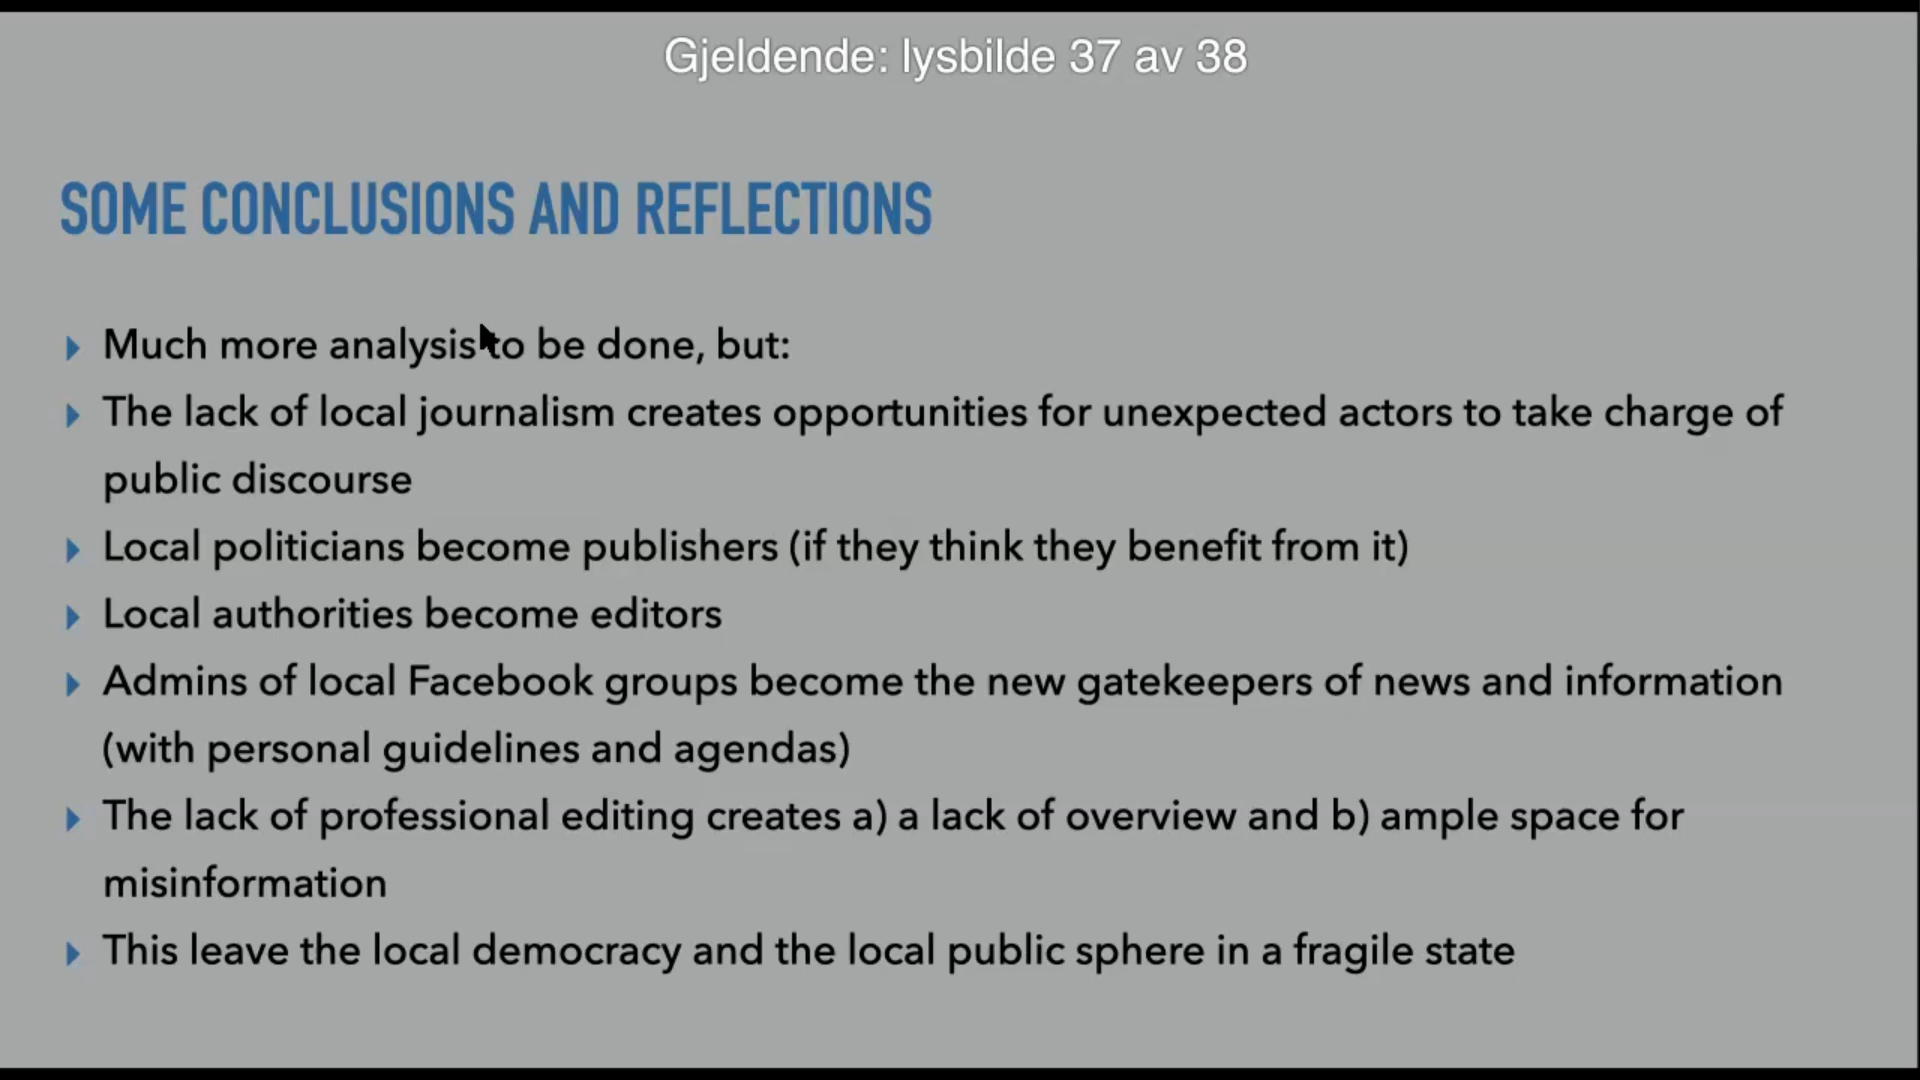 Gjeldende: lysbilde 37 av 38
SOME CONCLUSIONS AND REFLECTIONS
Much more analysis to be done, but:
The lack of local journalism creates opportunities for unexpected actors to take charge of
public discourse
Local politicians become publishers (if they think they benefit from it)
Local authorities become editors
Admins of local Facebook groups become the new gatekeepers of news and information
(with personal guidelines and agendas)
The lack of professional editing creates a) a lack of overview and b) ample space for
misinformation
This leave the local democracy and the local public sphere in a fragile state